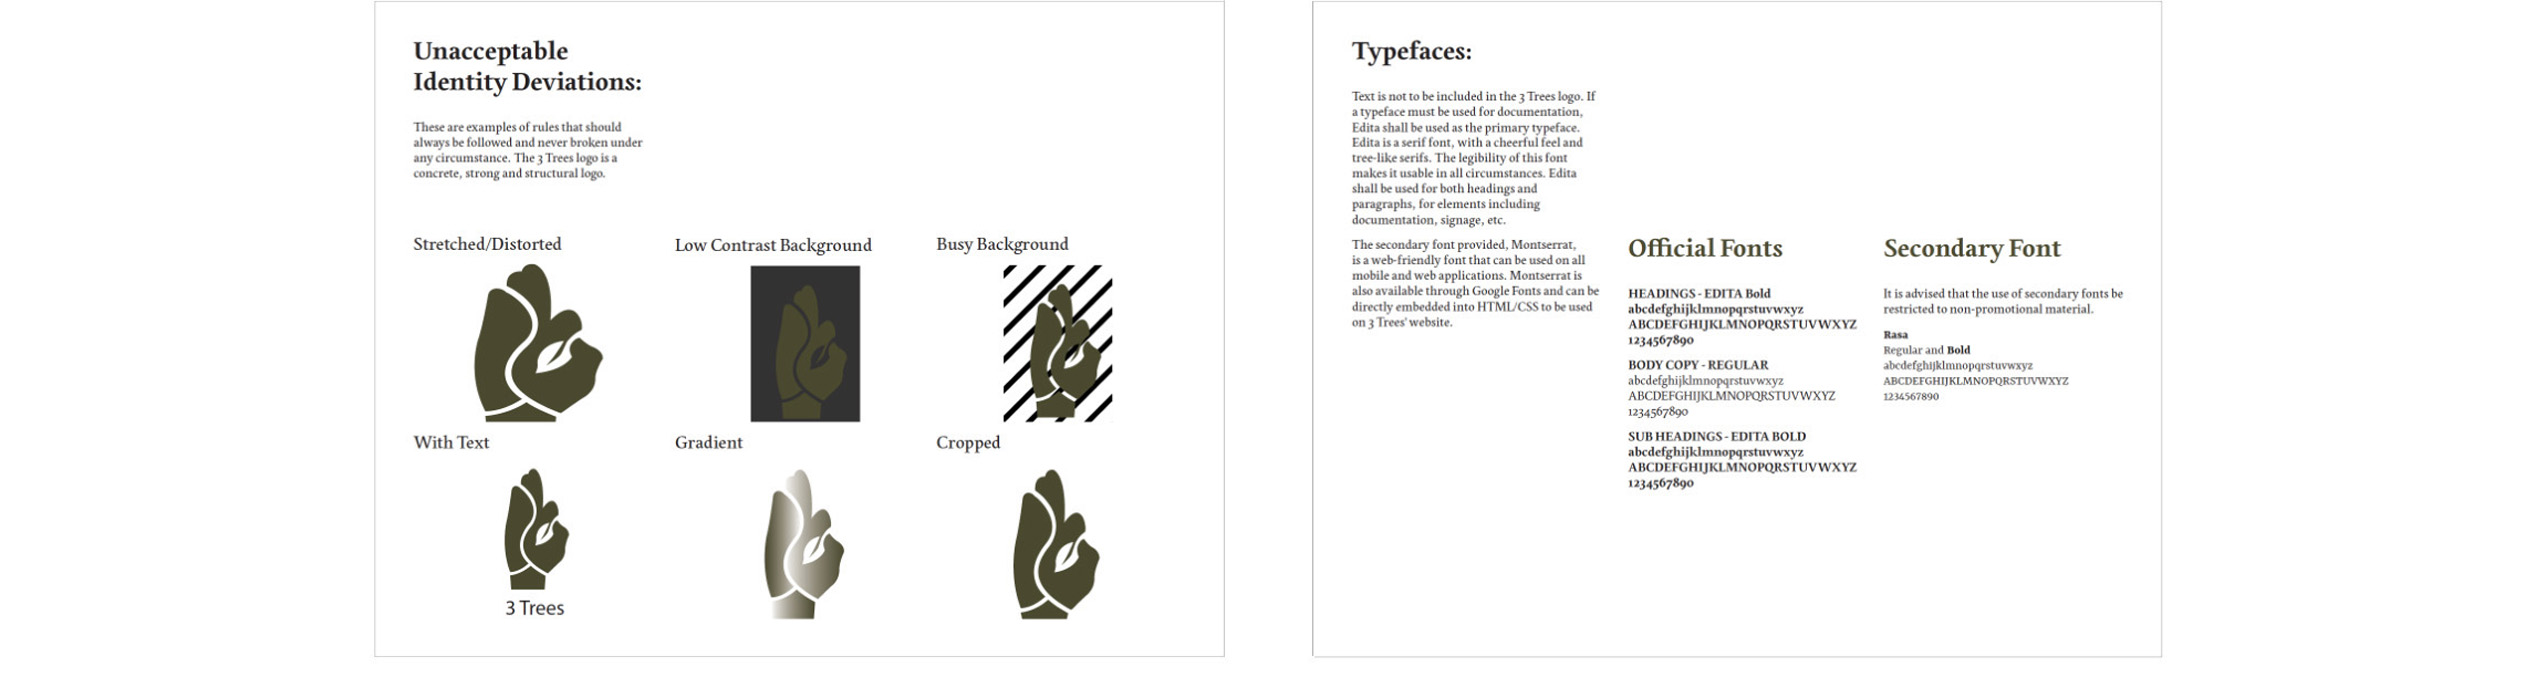 Unacceptable
Identity Deviations:
These are examples of rules that should
always be followed and never broken under
any circumstance. The 3 Trees logo is a
concrete, strong and structural logo.
Stretched/Distorted
Low Contrast Background
Busy Background
With Text
Gradient
Cropped
3 Trees
Typefaces:
Text is not to be included in the 3 Trees logo. If
a typeface must be used for documentation,
Edita shall be used as the primary typeface.
Edita is a serif font, with a cheerful feel and
tree-like serifs. The legibility of this font
makes it usable in all circumstances. Edita
shall be used for both headings and
paragraphs, for elements including
documentation, signage, etc.
The secondary font provided, Montserrat,
is a web-friendly font that can be used on all
mobile and web applications. Montserrat is
also available through Google Fonts and can be
directly embedded into HTML/CSS to be used
on 3 Trees' website.
Official Fonts
HEADINGS - EDITA Bold
abcdefghijklmnopqrstuvwxyz
ABCDEFGHIJKLMNOPQRSTUVWXYZ
1234567890
BODY COPY - REGULAR
abcdefghijklmnopqrstuvwxyz
ABCDEFGHIJKLMNOPQRSTUVWXYZ
1234567890
SUB HEADINGS - EDITA BOLD
abcdefghijklmnopqrstuvwxyz
ABCDEFGHIJKLMNOPQRSTUVWXYZ
1234567890
Secondary Font
It is advised that the use of secondary fonts be
restricted to non-promotional material.
Rasa
Regular and Bold
abcdefghijklmnopqrstuvwxyz
ABCDEFGHIJKLMNOPQRSTUVWXYZ
1234567890